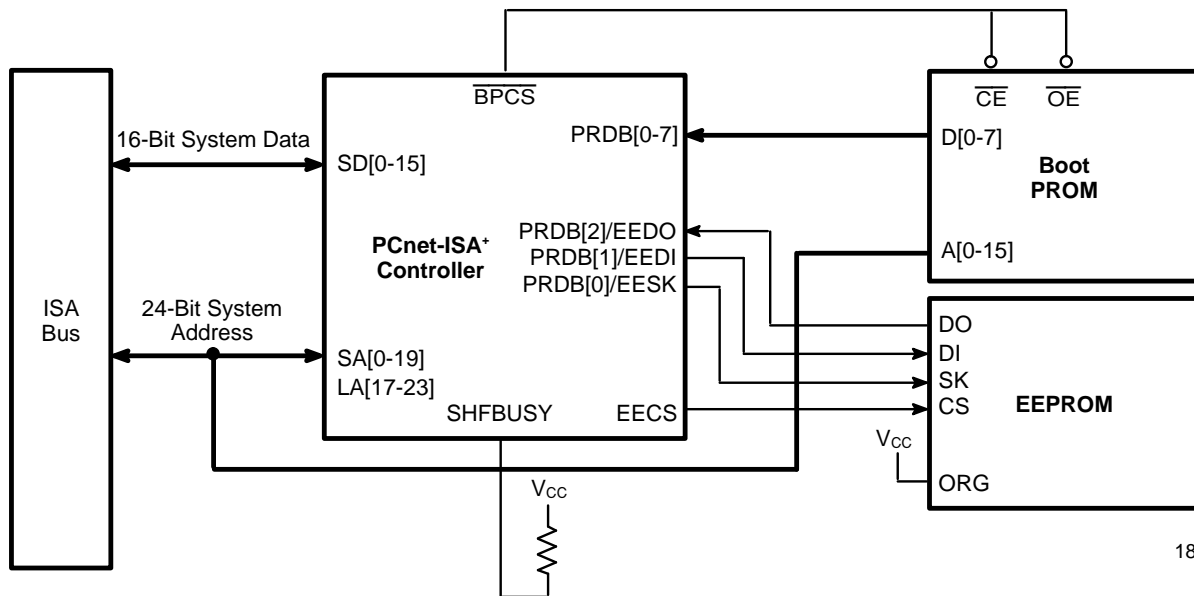 BPCS
CE OE
16-Bit System Data
PRDB[0-7]
D[0-7]
SD[0-15]
Boot
PROM
PCnet-ISA+
Controller
PRDB[2]/EEDO
PRDB[1]/EEDI
PRDB[0]/EESK
A[0-15]
ISA
Bus
24-Bit System
Address
SA[0-19]
LA[17-23]
SHFBUSY
EECS
DO
DI
SK
CS
EEPROM
VCC
ORG
VCC
18